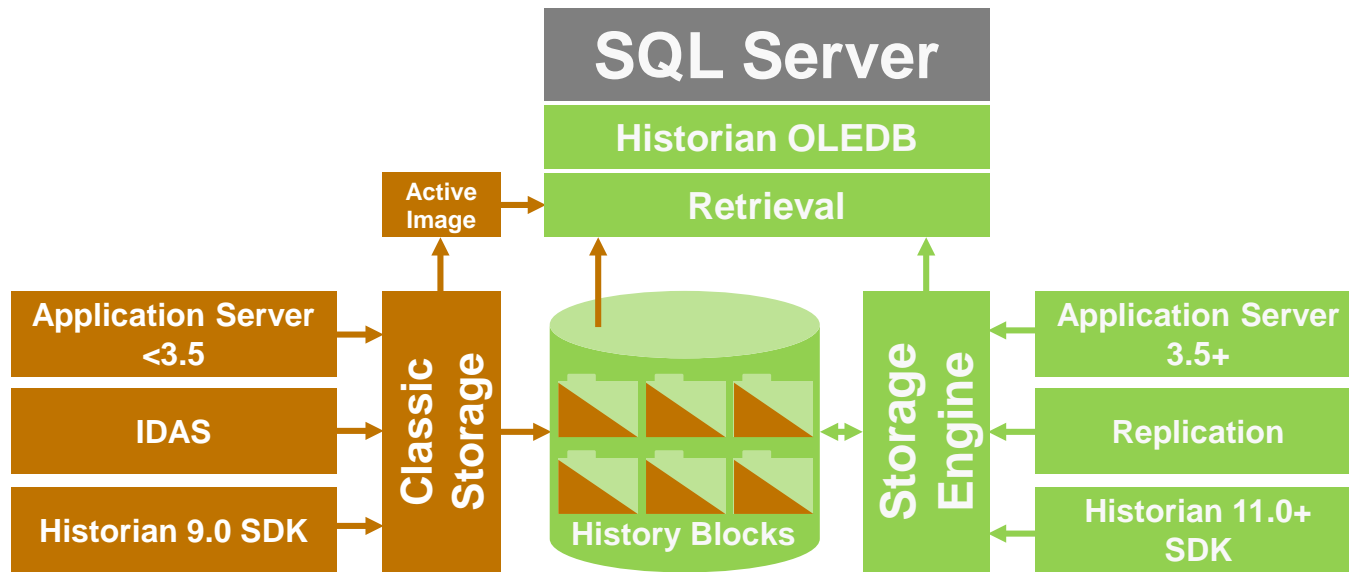 SQL Server
Historian OLEDB
Retrieval
Active
Image
Application Server
<3.5
IDAS
Historian 9.0 SDK
Classic
Storage
History Blocks
Storage
Engine
Application Server
3.5+
Replication
Historian 11.0+
SDK